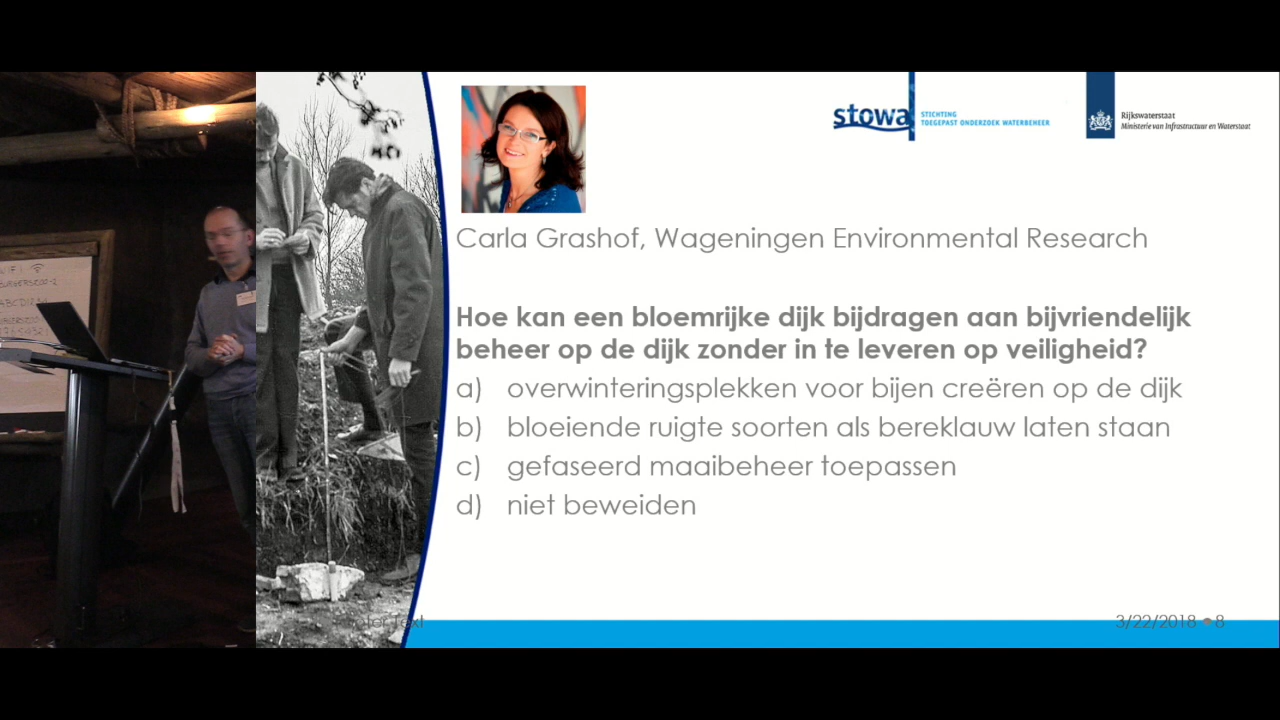 stowa
STICHTING
TOEGEPAST ONDERZOEK WATERBEHEER
Rijkswaterstaat
Ministerie van Infrastructuur en Waterstaat
Carla Grashof, Wageningen Environmental Research
Hoe kan een bloemrijke dijk bijdragen aan bijvriendelijk
beheer op de dijk zonder in te leveren op veiligheid?
a) overwinteringsplekken voor bijen creëren op de dijk
b) bloeiende ruigte soorten als bereklauw laten staan
c) gefaseerd maaibeheer toepassen
d) niet beweiden
Text
3/22/2018 • 8